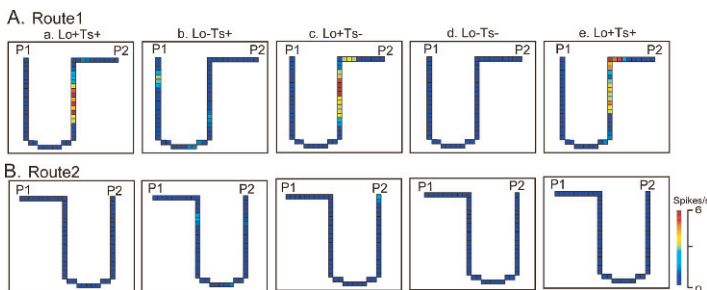 A. Route1
a. Lo+Ts+ b. Lo-Ts+ c. Lo+Ts- d. Lo-Ts- e. Lo+Ts+
P1 P2 P1 P2 P1 P2 P1 P2 P1 P2
B. Route2
P1 P2 P1 P2 P1 P2 P1 P2 P1 P2
Spikes/s
6
0